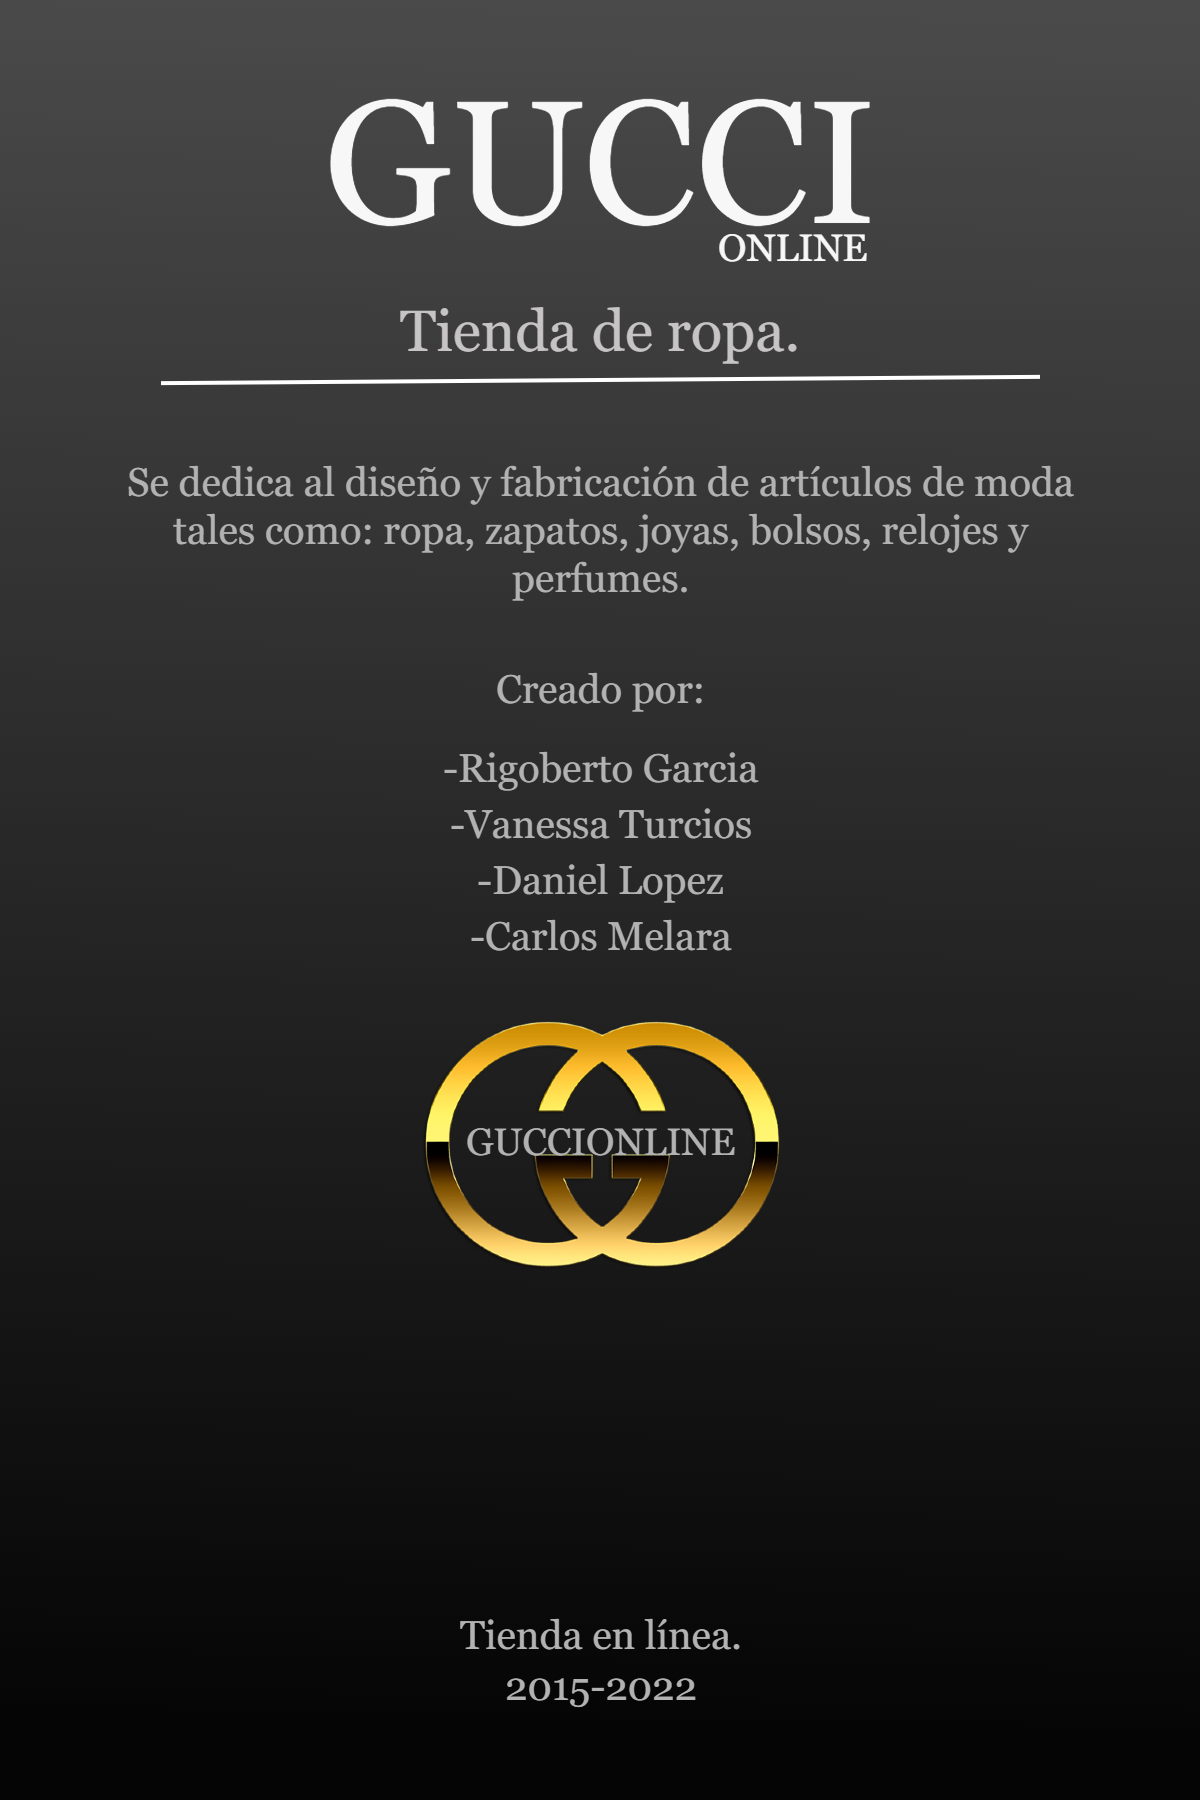 GUCCI
ONLINE
Tienda de ropa.
Se dedica al diseño y fabricación de artículos de moda
tales como: ropa, zapatos, joyas, bolsos, relojes y
perfumes.
Creado por:
-Rigoberto Garcia
-Vanessa Turcios
-Daniel Lopez
-Carlos Melara
GUCCIONLINE
Tienda en línea.
2015-2022